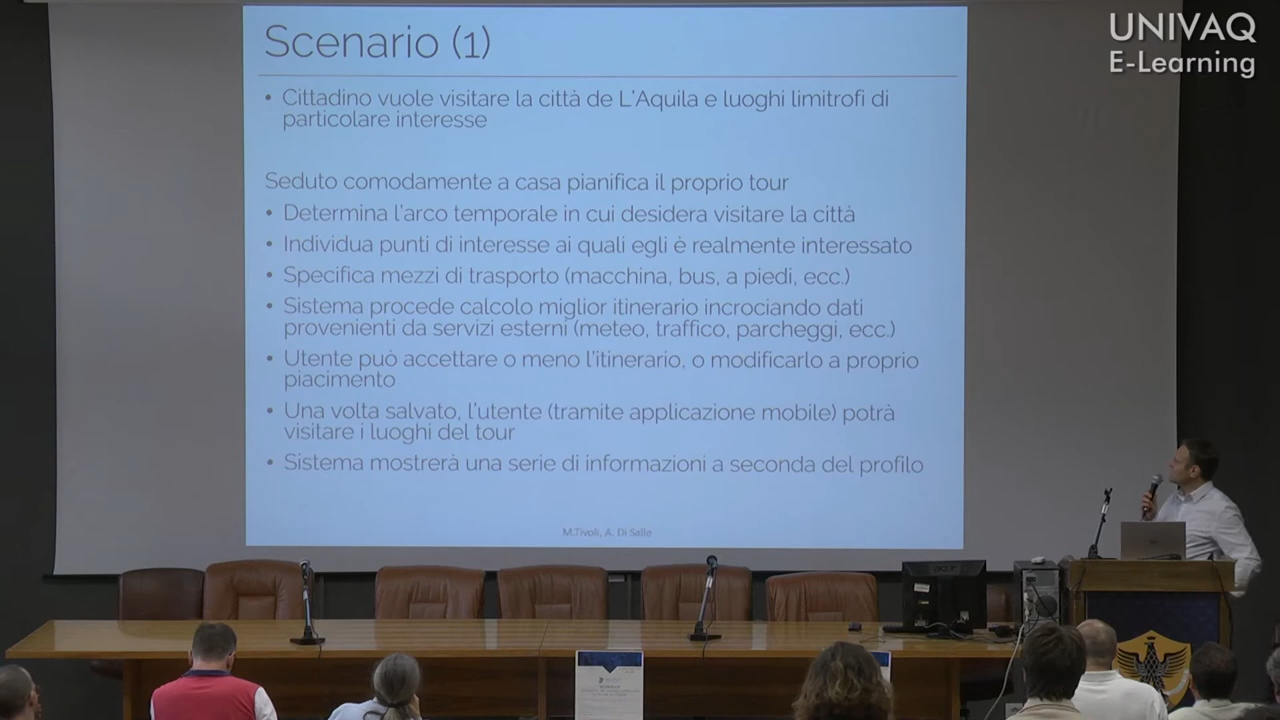 UNIVAQ
E-Learning
Scenario (1)
• Cittadino vuole visitare la città de L'Aquila e luoghi limitrofi di
particolare interesse
Seduto comodamente a casa pianifica il proprio tour
• Determina l'arco temporale in cui desidera visitare la città
• Individua punti di interesse ai quali egli è realmente interessato
• Specifica mezzi di trasporto (macchina, bus, a piedi, ecc.)
• Sistema procede calcolo miglior itinerario incrociando dati
provenienti da servizi esterni (meteo, traffico, parcheggi, ecc.)
• Utente può accettare o meno l'itinerario, o modificarlo a proprio
piacimento
• Una volta salvato, l'utente (tramite applicazione mobile) potrà
visitare i luoghi del tour
• Sistema mostrerà una serie di informazioni a seconda del profilo
M.Tivoli, A. Di Salle
acer